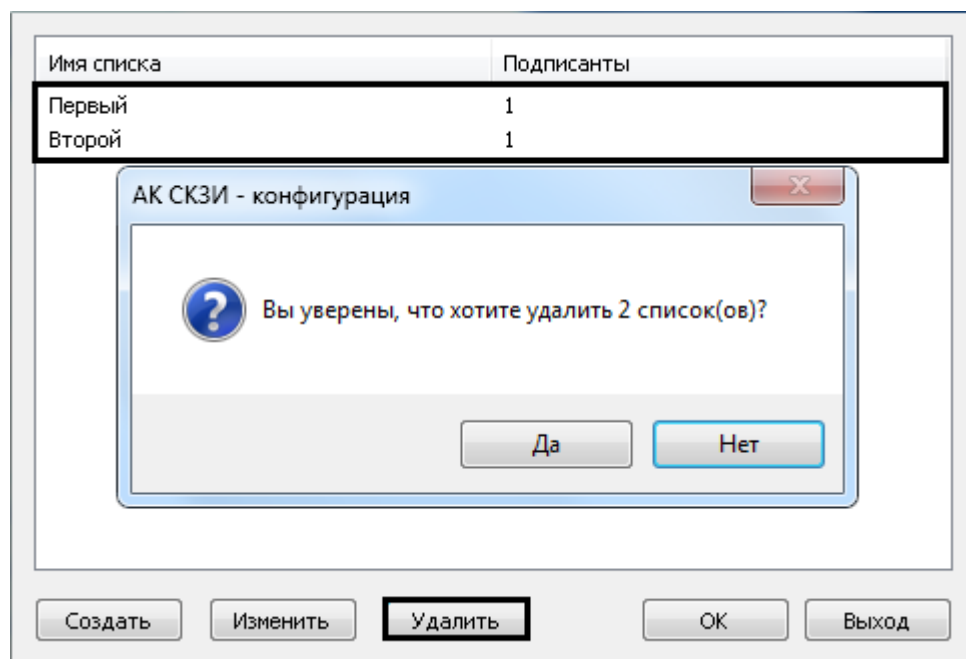 Имя списка Подписанты
Первый 1
Второй 1
АК СКЗИ - конфигурация
Вы уверены, что хотите удалить 2 список(ов)?
Да Нет
Создать Изменить Удалить ОК Выход